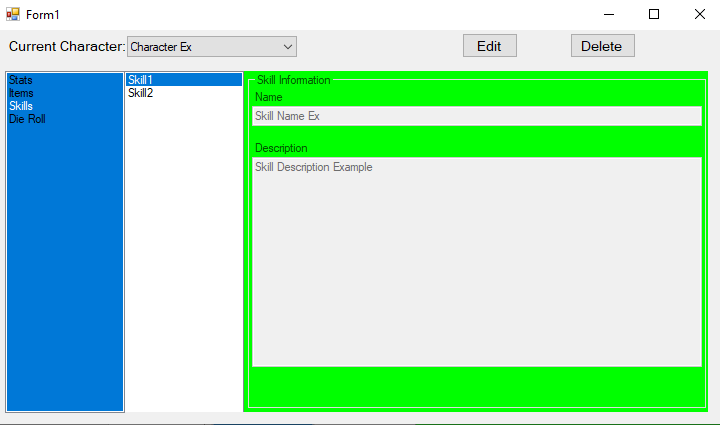 Form1
Current Character: Character Ex
Edit
Delete
Stats
Items
Skills
Die Roll
Skill1
Skill2
Skill Information
Name
Skill Name Ex
Description
Skill Description Example